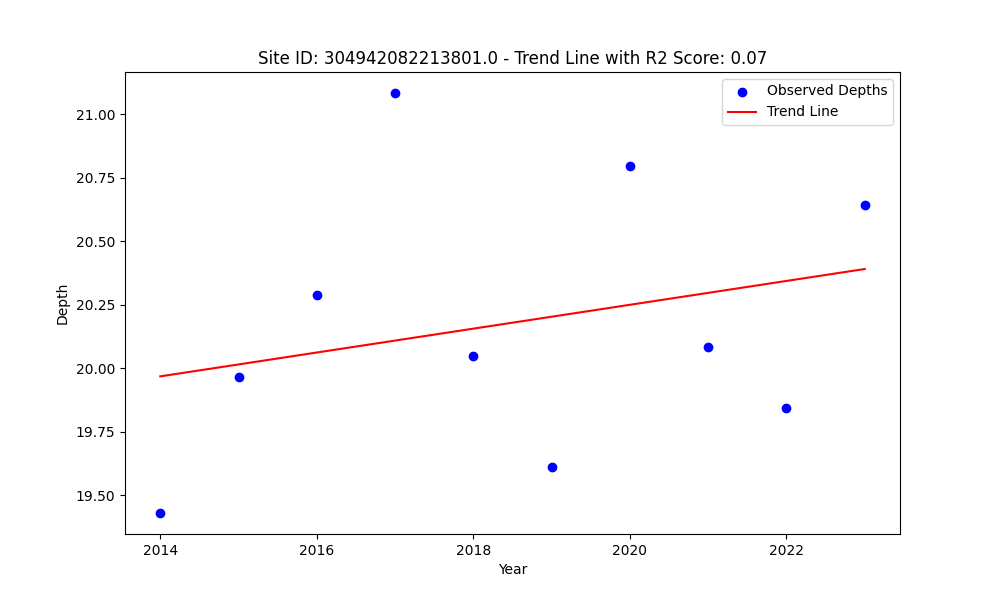 Site ID: 304942082213801.0 - Trend Line with R2 Score: 0.07
Observed Depths
Trend Line
21.00
20.75
20.50
20.25
20.00
19.75
19.50
Depth
2014
2016
2018
2020
2022
Year